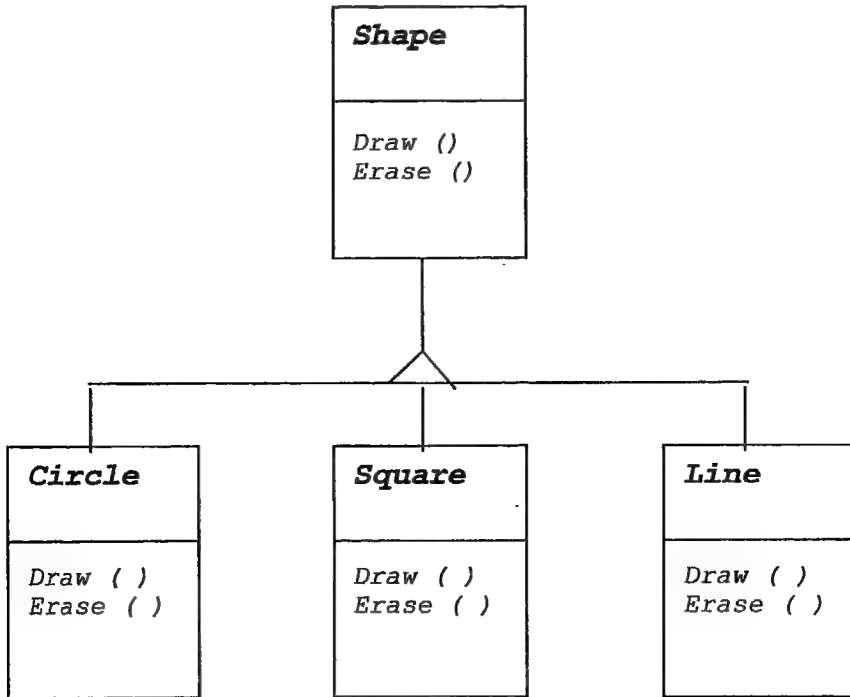 Shape
Draw ()
Erase ()
Circle
Draw ( )
Erase ( )
Square
Draw ( )
Erase ( )
Line
Draw ( )
Erase ( )